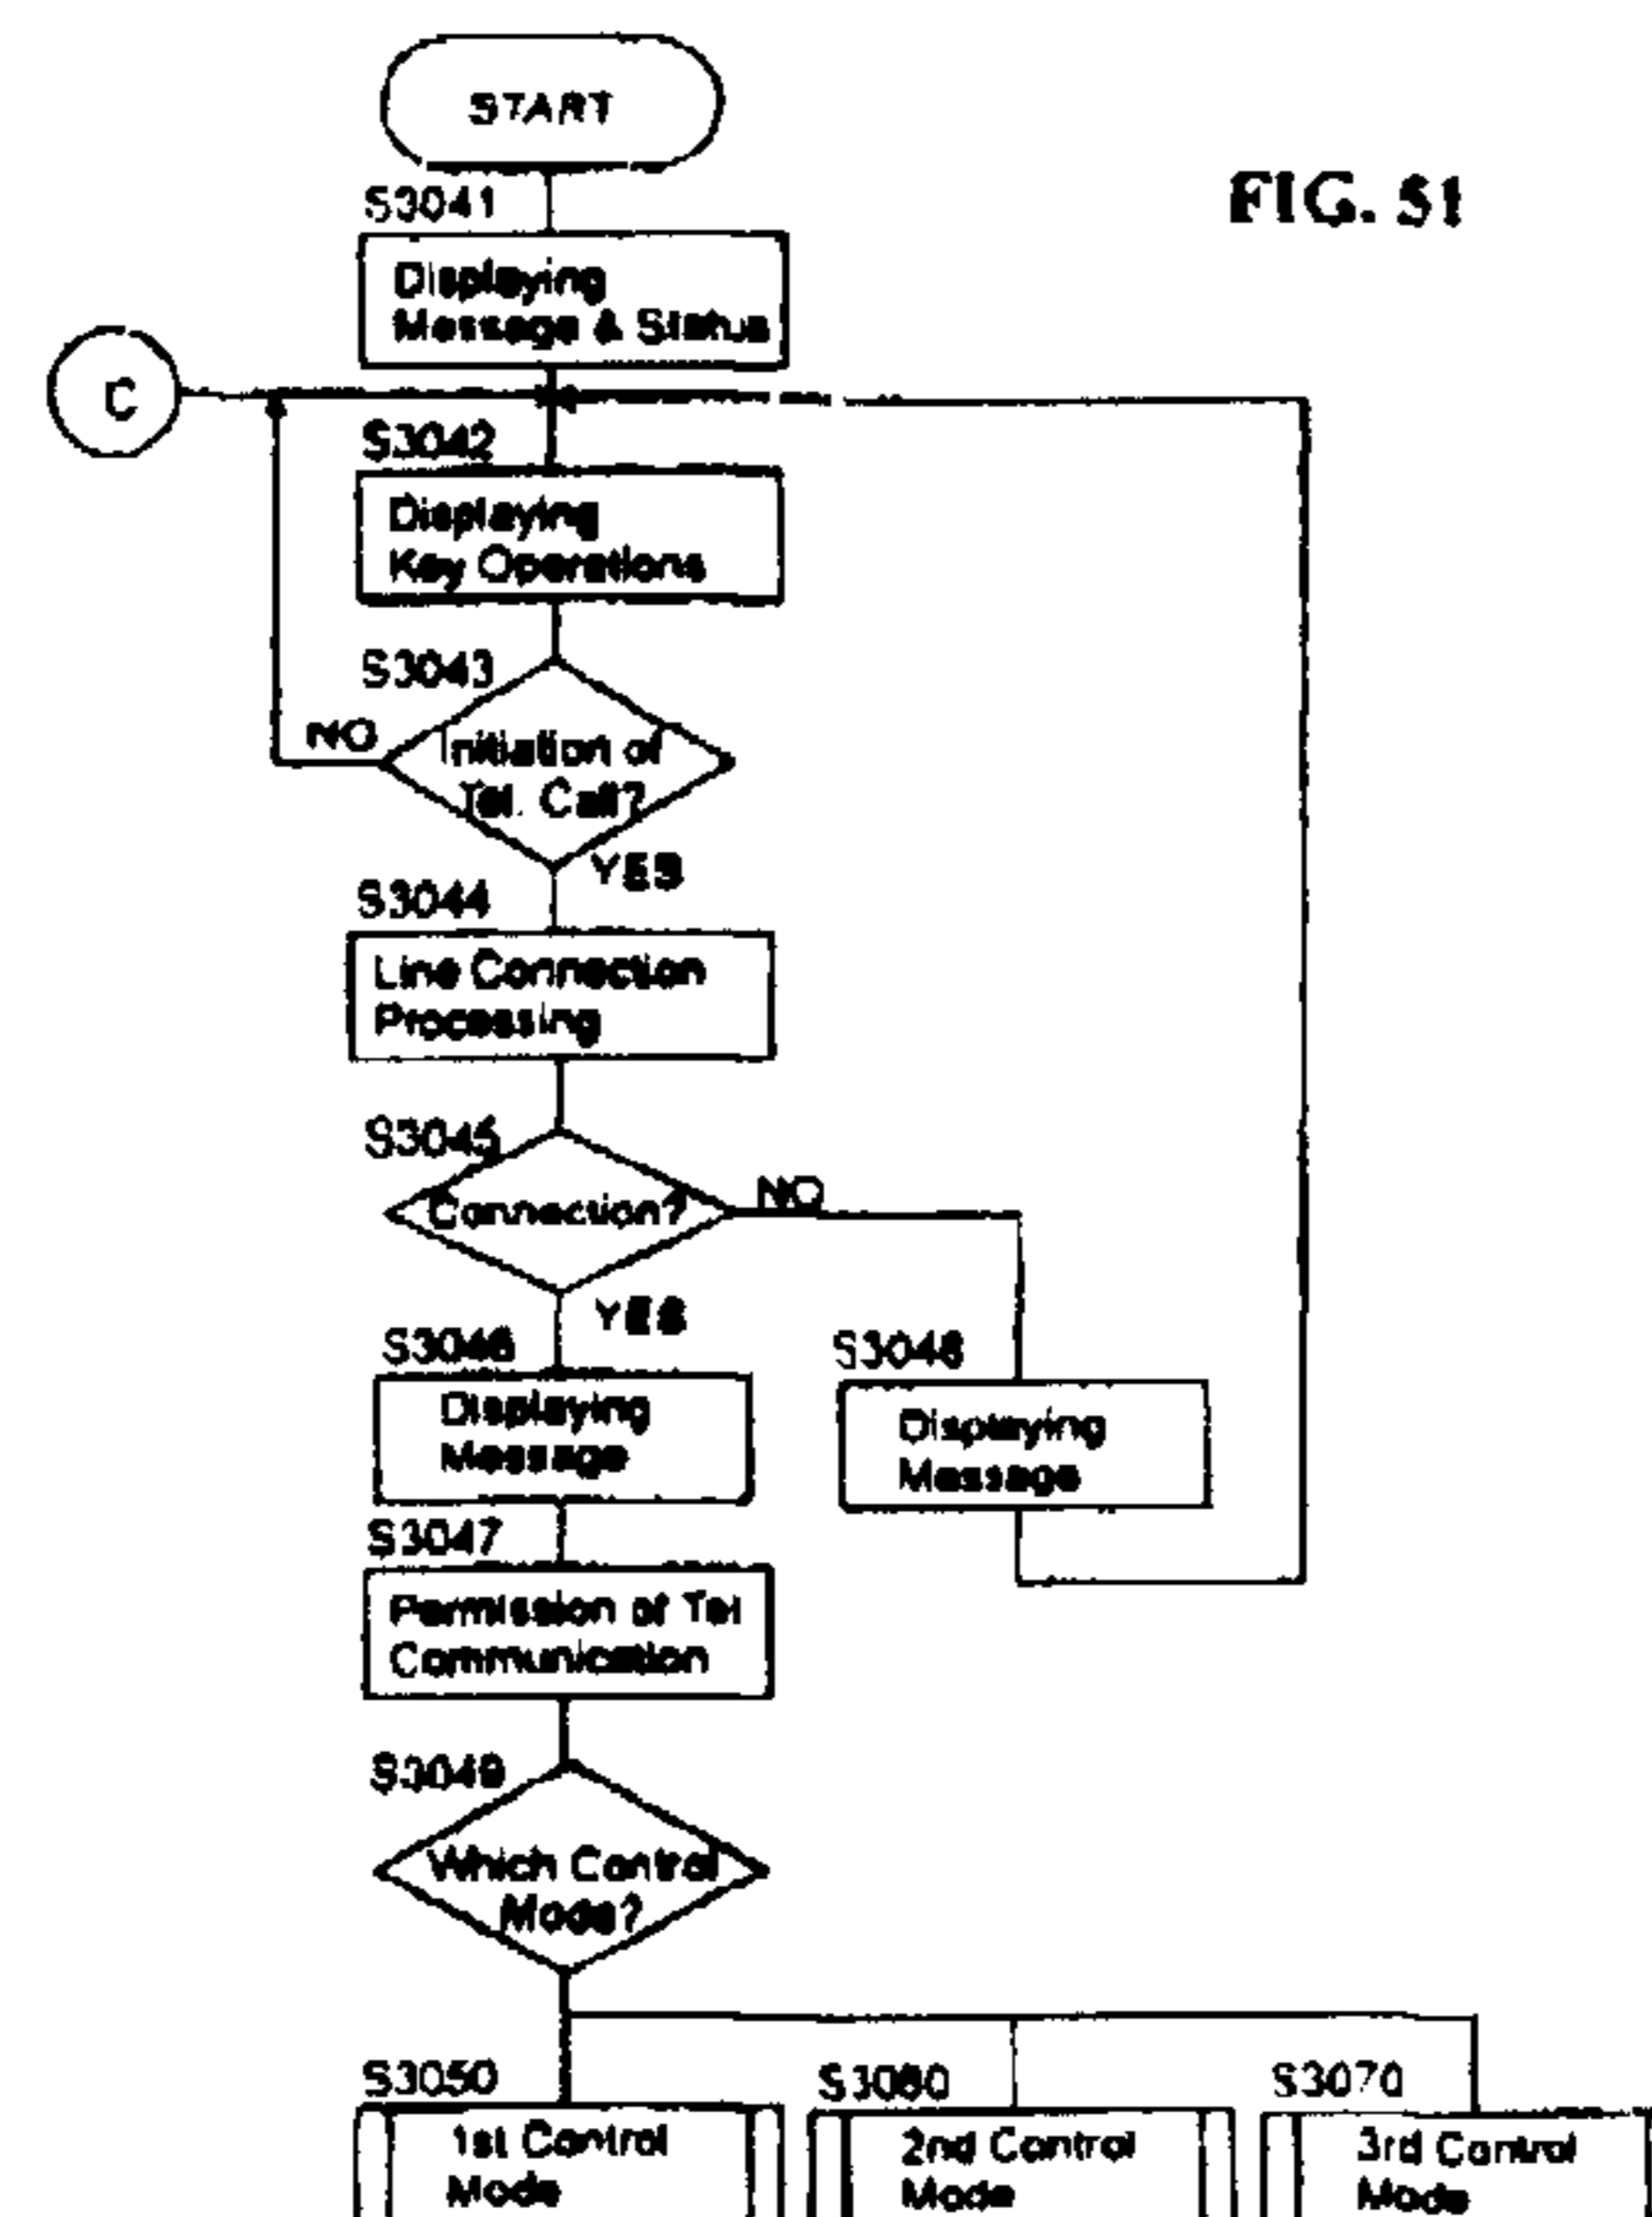 START
FIG. 51
S3041
Displaying
Message & Status
C
S3042
Displaying
Key Operations
S3043
NO
Initiation of
Tel. Call?
YES
S3044
Line Connection
Processing
S3045
Connection?
NO
YES
S3046
Displaying
Message
S3048
Displaying
Message
S3047
Permission of Tel
Communication
S3049
Which Control
Mode?
S3050
1st Control
Mode
S3060
2nd Control
Mode
S3070
3rd Control
Mode